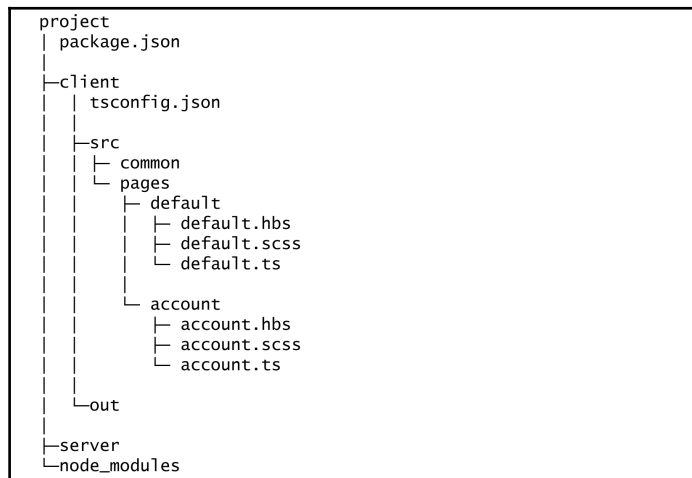 project
package.json
client
tsconfig.json
src
common
pages
default
default.hbs
default.scss
default.ts
account
account.hbs
account.scss
account.ts
out
server
node_modules